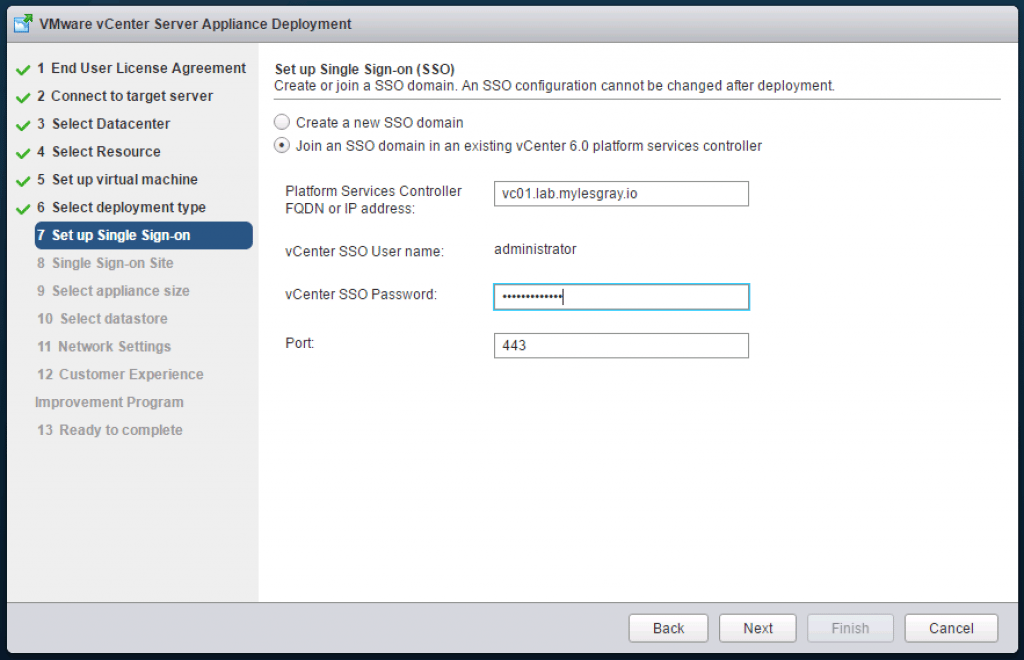 VMware vCenter Server Appliance Deployment
1 End User License Agreement
2 Connect to target server
3 Select Datacenter
4 Select Resource
5 Set up virtual machine
6 Select deployment type
7 Set up Single Sign-on
8 Single Sign-on Site
9 Select appliance size
10 Select datastore
11 Network Settings
12 Customer Experience
Improvement Program
13 Ready to complete
Set up Single Sign-on (SSO)
Create or join a SSO domain. An SSO configuration cannot be changed after deployment.
Create a new SSO domain
Join an SSO domain in an existing vCenter 6.0 platform services controller
Platform Services Controller
FQDN or IP address:
vc01.lab.mylesgray.io
vCenter SSO User name:
administrator
vCenter SSO Password:
•••••••••••••
Port:
443
Back
Next
Finish
Cancel